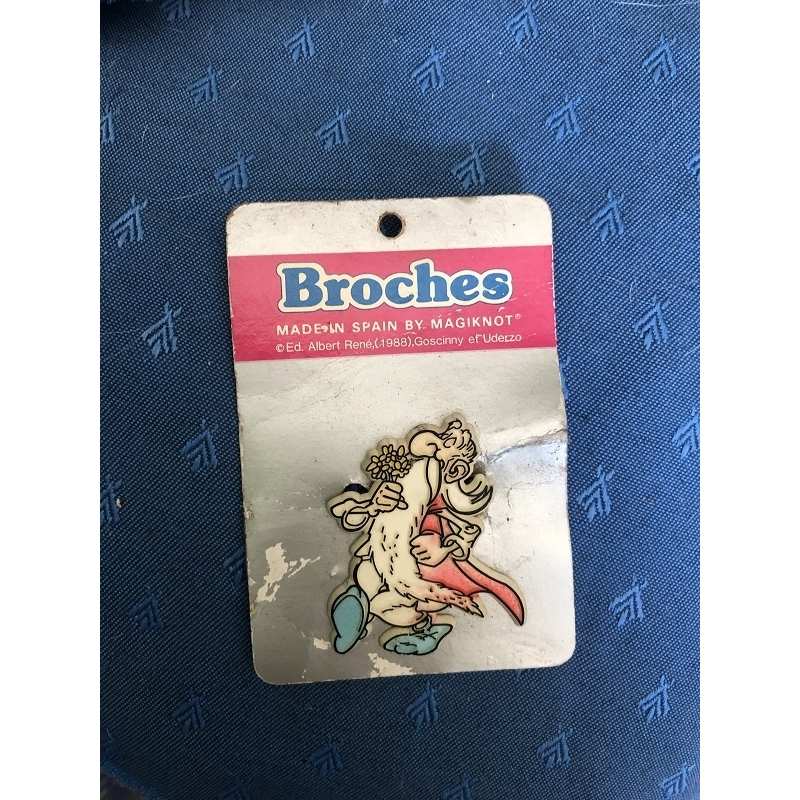 Broches
MADE IN SPAIN BY MAGIKNOT®
© Ed. Albert René,(1988),Goscinny et Uderzo